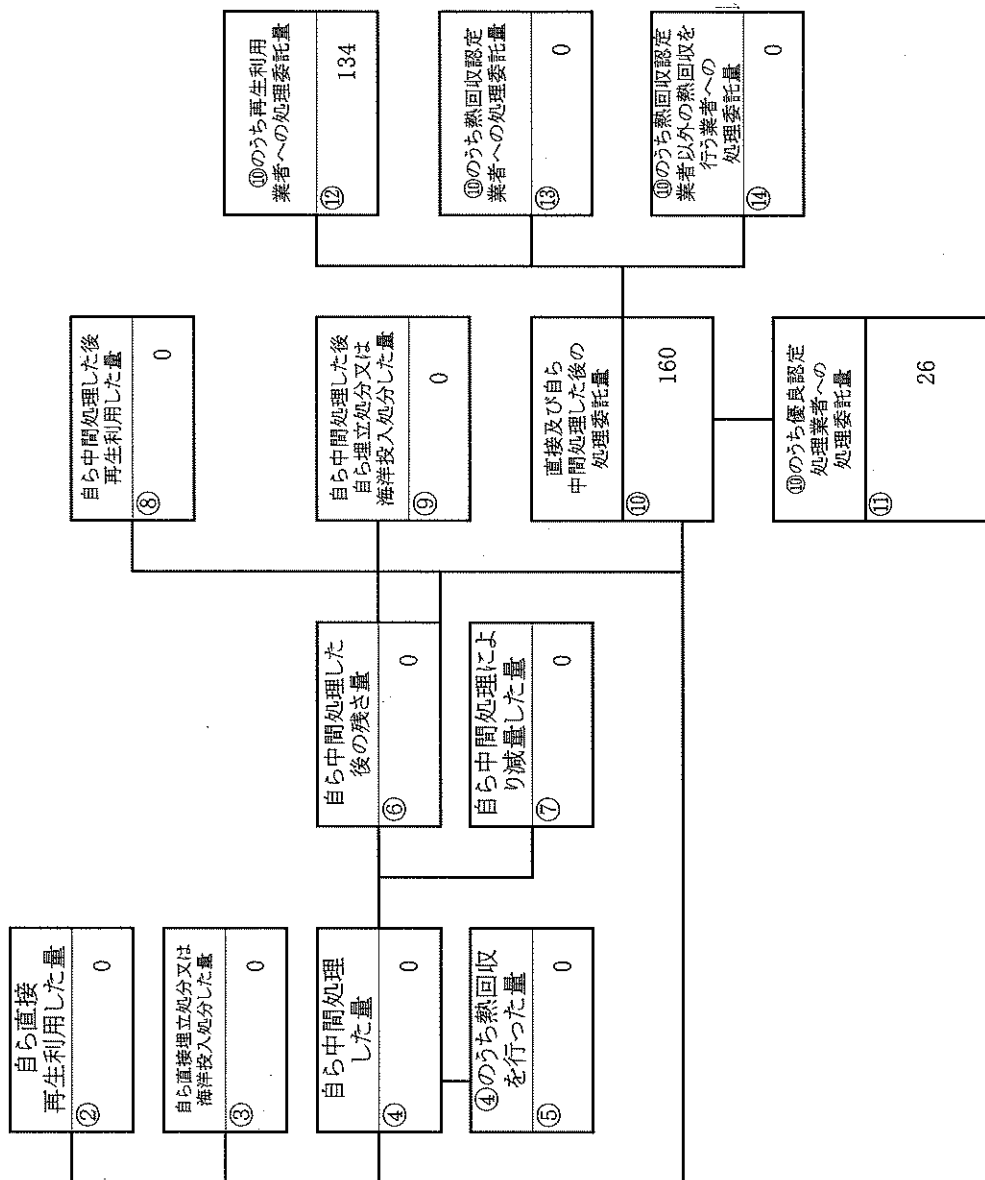 自ら直接
再生利用した量
②
0
自ら直接埋立処分又は
海洋投入処分した量
③
0
自ら中間処理
した量
④
0
④のうち熱回収
を行った量
⑤
0
自ら中間処理した
後の残さ量
⑥
0
自ら中間処理によ
り減量した量
⑦
0
自ら中間処理した後
再生利用した量
⑧
0
自ら中間処理した後
自ら埋立処分又は
海洋投入処分した量
⑨
0
直接及び自ら
中間処理した後の
処理委託量
⑩
160
⑩のうち優良認定
処理業者への
処理委託量
⑪
26
⑩のうち再生利用
業者への処理委託量
⑫
134
⑩のうち熱回収認定
業者への処理委託量
⑬
0
⑩のうち熱回収認定
業者以外の熱回収を
行う業者への
処理委託量
⑭
0